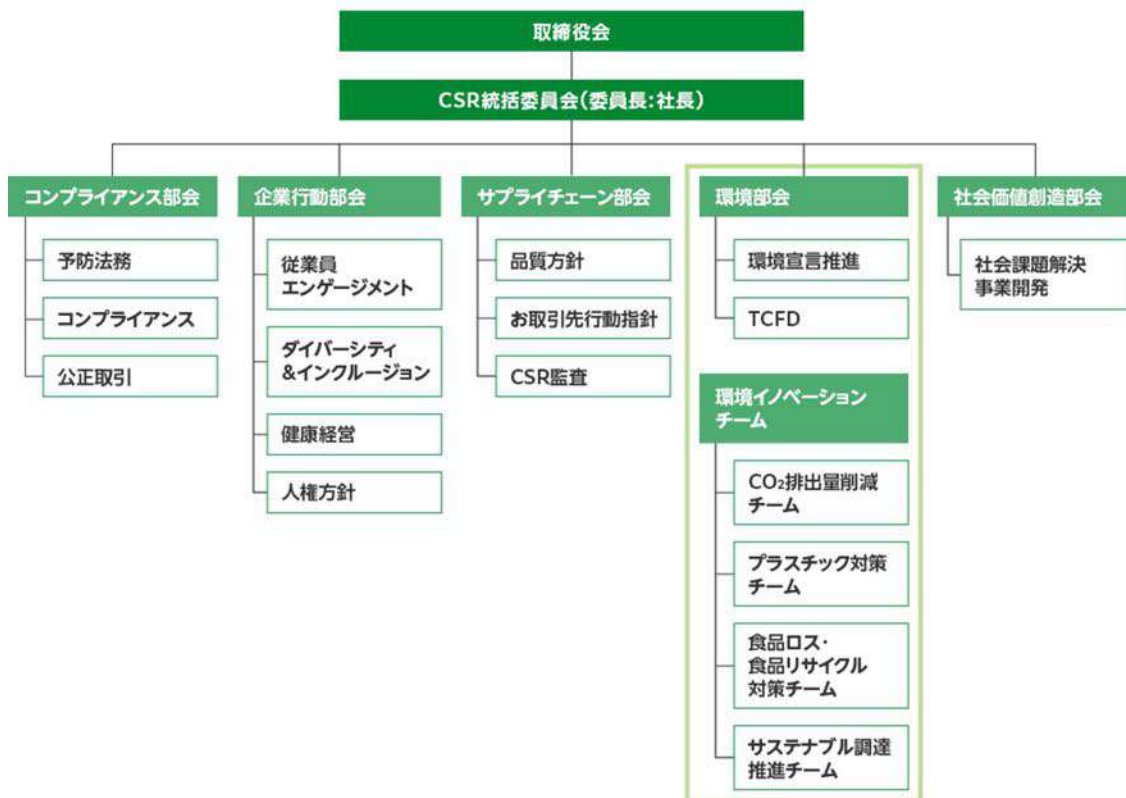 取締役会
CSR統括委員会(委員長:社長)
コンプライアンス部会
予防法務
コンプライアンス
公正取引
企業行動部会
従業員
エンゲージメント
ダイバーシティ
&インクルージョン
健康経営
人権方針
サプライチェーン部会
品質方針
お取引先行動指針
CSR監査
環境部会
環境宣言推進
TCFD
環境イノベーション
チーム
CO₂排出量削減
チーム
プラスチック対策
チーム
食品ロス・
食品リサイクル
対策チーム
サステナブル調達
推進チーム
社会価値創造部会
社会課題解決
事業開発